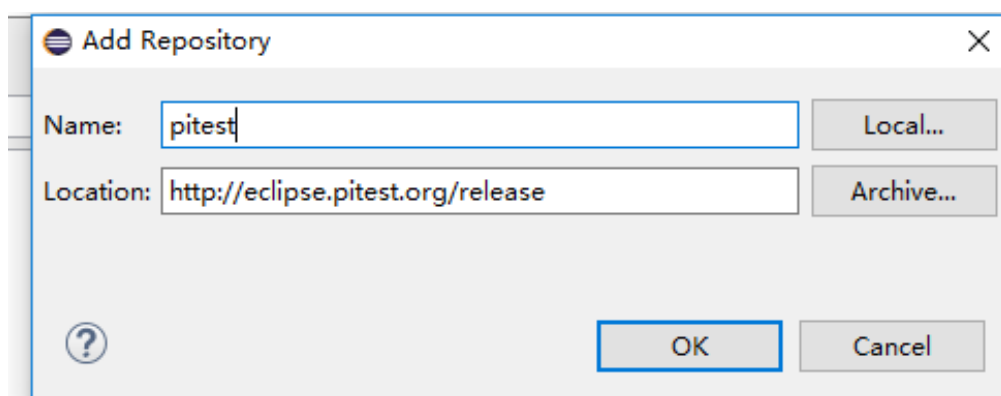 Add Repository
Name: pitest Local...
Location: http://eclipse.pitest.org/release Archive...
? OK Cancel